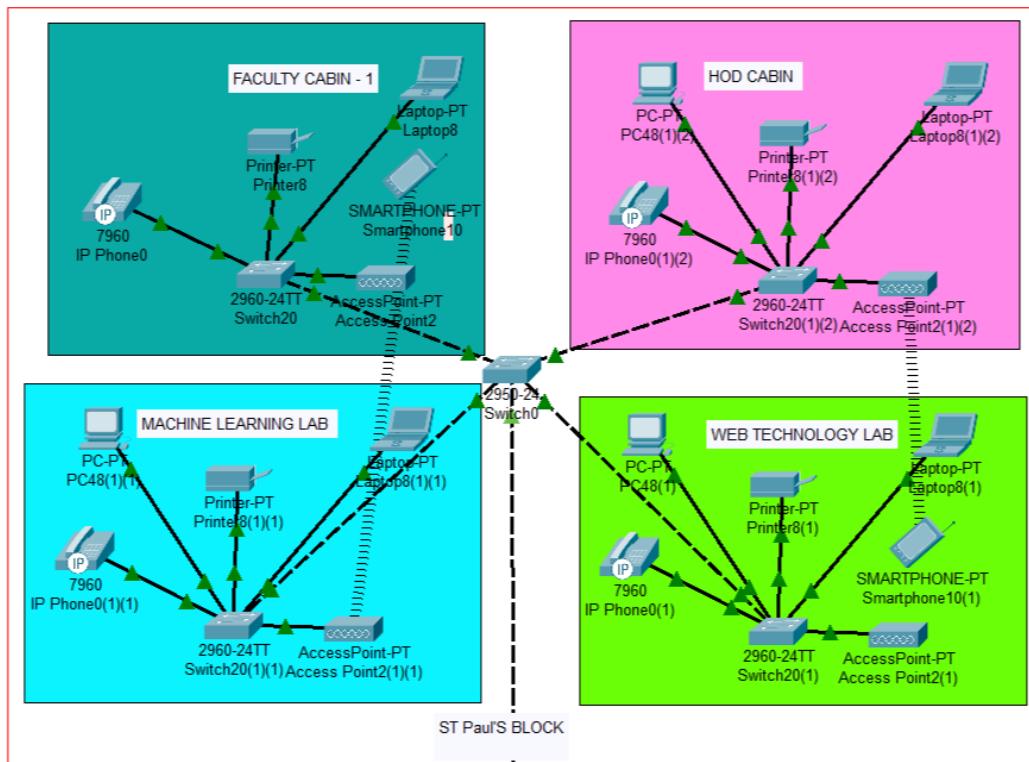 FACULTY CABIN - 1
Laptop-PT
Laptop8
Printer-PT
Printer8
SMARTPHONE-PT
Smartphone10
IP
7960
IP Phone0
2960-24TT
Switch20
AccessPoint-PT
Access Point2
HOD CABIN
PC-PT
PC48(1)(2)
Laptop-PT
Laptop8(1)(2)
Printer-PT
Printer8(1)(2)
IP
7960
IP Phone0(1)(2)
2960-24TT
Switch20(1)(2)
AccessPoint-PT
Access Point2(1)(2)
2950-24
Switch0
MACHINE LEARNING LAB
PC-PT
PC48(1)(1)
Laptop-PT
Laptop8(1)(1)
Printer-PT
Printer8(1)(1)
IP
7960
IP Phone0(1)(1)
2960-24TT
Switch20(1)(1)
AccessPoint-PT
Access Point2(1)(1)
WEB TECHNOLOGY LAB
PC-PT
PC48(1)
Laptop-PT
Laptop8(1)
Printer-PT
Printer8(1)
IP
7960
IP Phone0(1)
SMARTPHONE-PT
Smartphone10(1)
2960-24TT
Switch20(1)
AccessPoint-PT
Access Point2(1)
ST Paul'S BLOCK